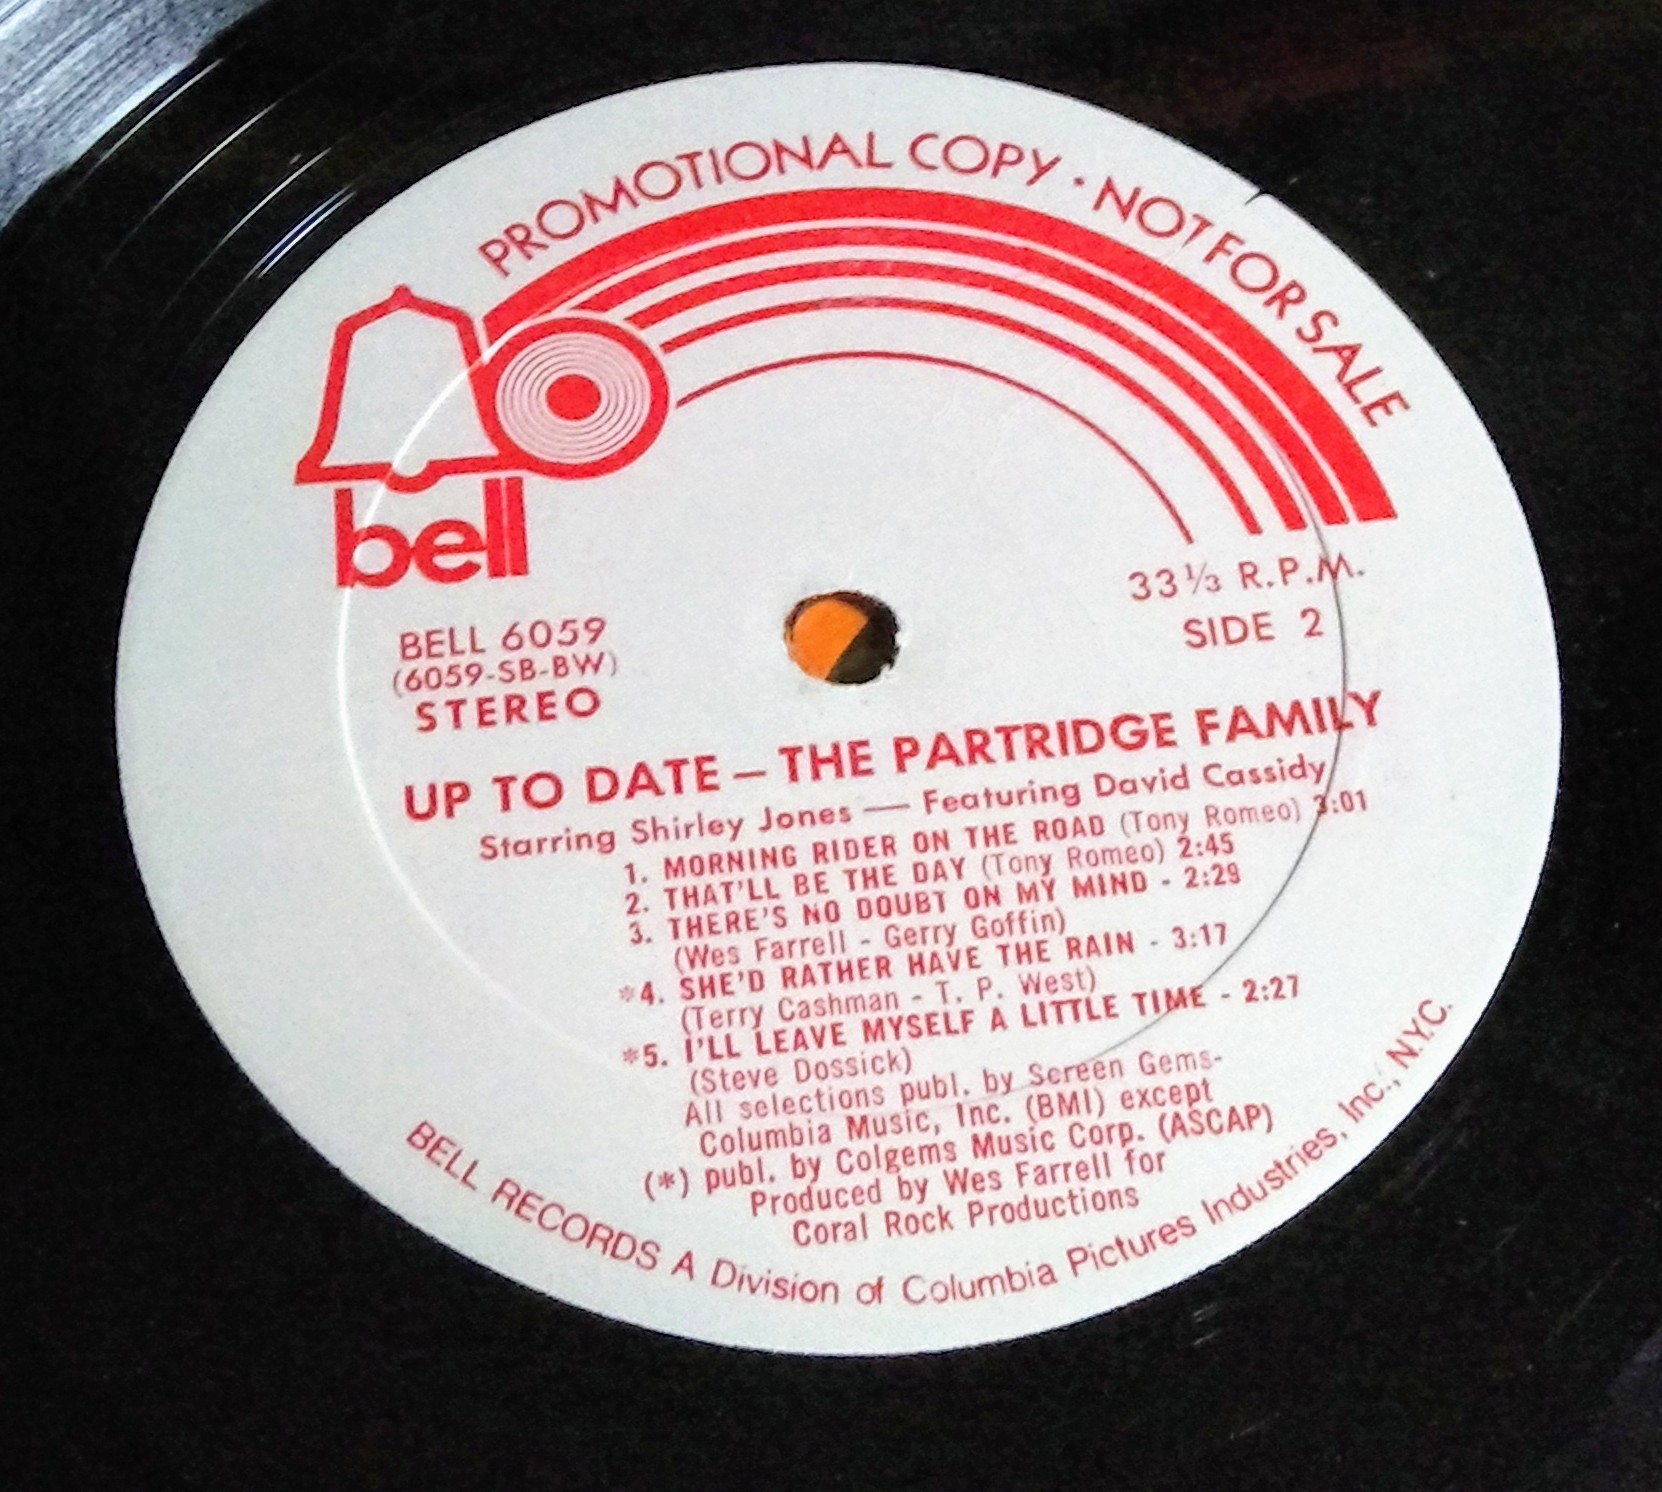 PROMOTIONAL COPY · NOT FOR SALE
bell
33⅓ R.P.M.
SIDE 2
BELL 6059
(6059-SB-BW)
STEREO
UP TO DATE — THE PARTRIDGE FAMILY
Starring Shirley Jones — Featuring David Cassidy
1. MORNING RIDER ON THE ROAD (Tony Romeo) 3:01
2. THAT'LL BE THE DAY (Tony Romeo) 2:45
3. THERE'S NO DOUBT ON MY MIND - 2:29
(Wes Farrell - Gerry Goffin)
*4. SHE'D RATHER HAVE THE RAIN - 3:17
(Terry Cashman - T. P. West)
*5. I'LL LEAVE MYSELF A LITTLE TIME - 2:27
(Steve Dossick)
All selections publ. by Screen Gems-
Columbia Music, Inc. (BMI) except
(*) publ. by Colgems Music Corp. (ASCAP)
Produced by Wes Farrell for
Coral Rock Productions
BELL RECORDS A Division of Columbia Pictures Industries, Inc., N.Y.C.